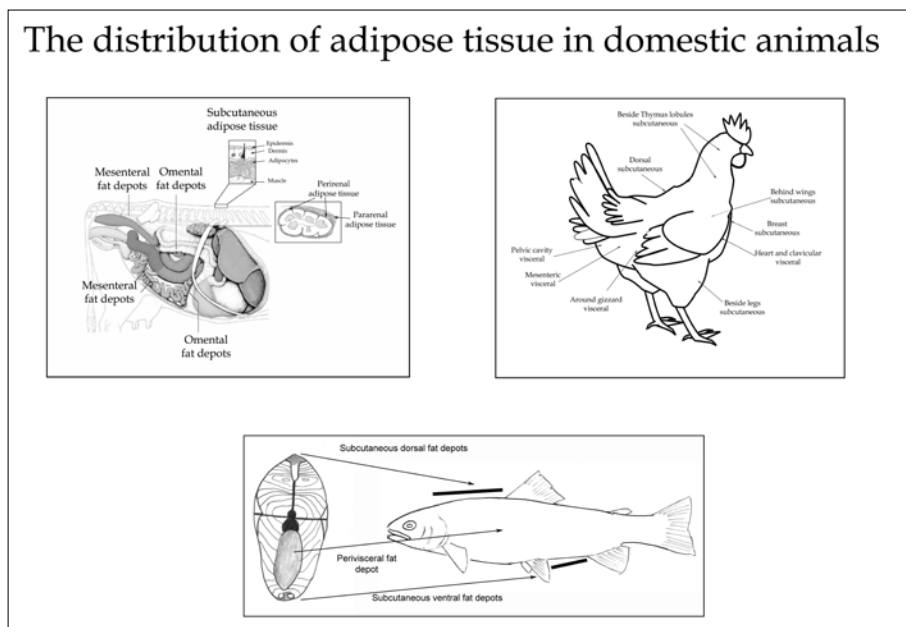 The distribution of adipose tissue in domestic animals
Subcutaneous
adipose tissue
Epidermis
Dermis
Adipocytes
Muscle
Mesenteral
fat depots
Omental
fat depots
Perirenal
adipose tissue
Pararenal
adipose tissue
Mesenteral
fat depots
Omental
fat depots
Beside Thymus lobules
subcutaneous
Dorsal
subcutaneous
Behind wings
subcutaneous
Breast
subcutaneous
Pelvic cavity
visceral
Heart and clavicular
visceral
Mesenteric
visceral
Around gizzard
visceral
Beside legs
subcutaneous
Subcutaneous dorsal fat depots
Perivisceral fat
depot
Subcutaneous ventral fat depots